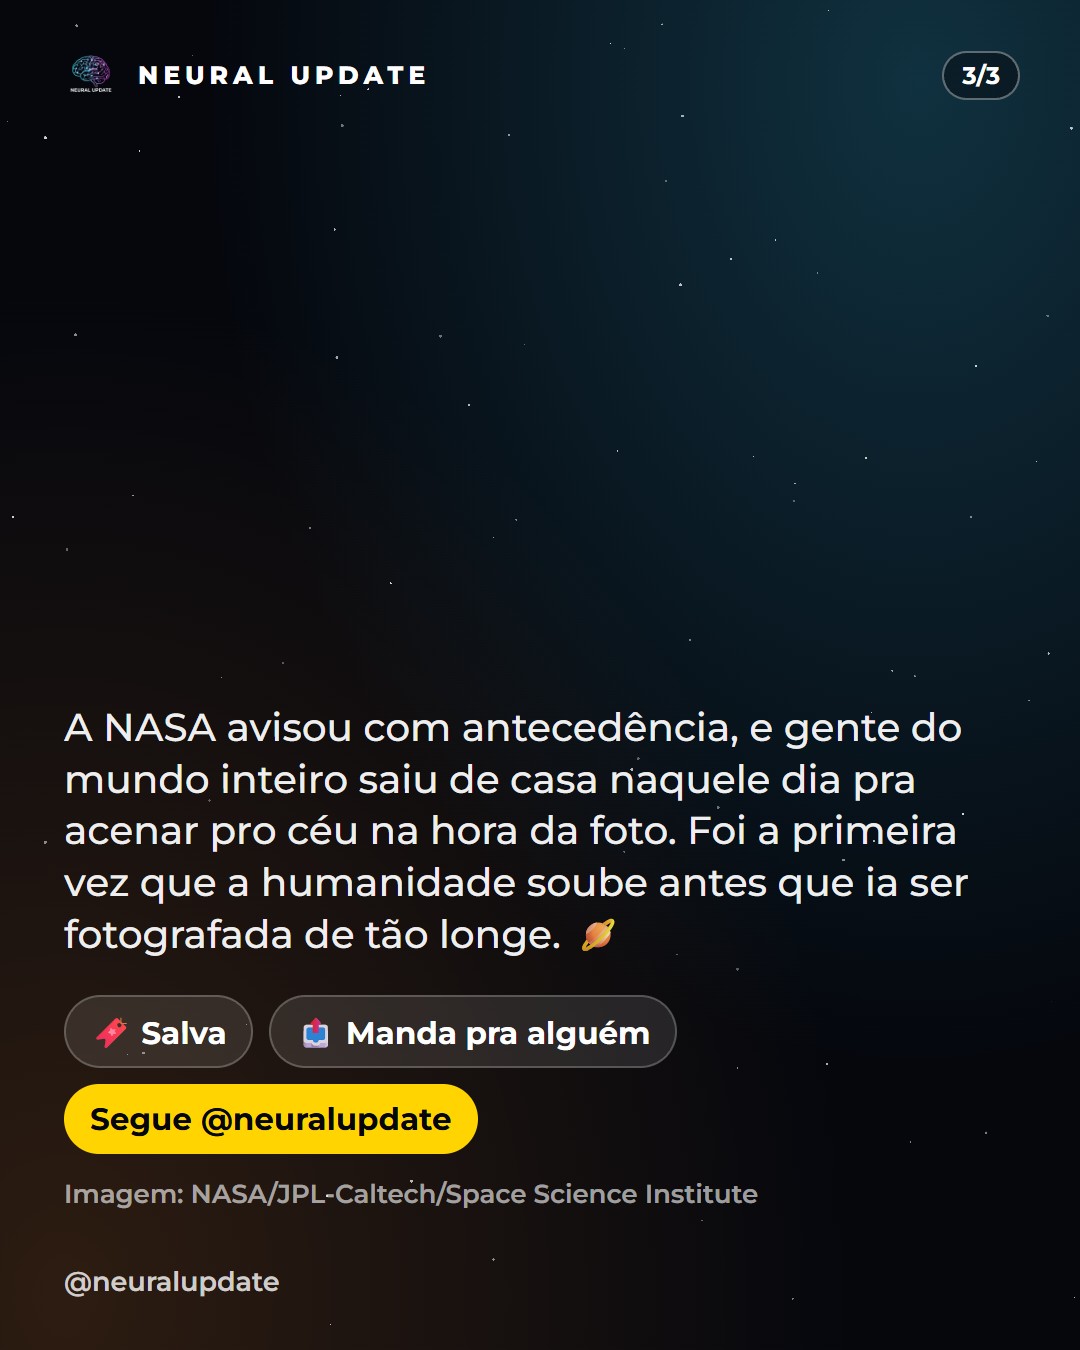 NEURAL UPDATE
NEURAL UPDATE
3/3
A NASA avisou com antecedência, e gente do
mundo inteiro saiu de casa naquele dia pra
acenar pro céu na hora da foto. Foi a primeira
vez que a humanidade soube antes que ia ser
fotografada de tão longe. 🪐
🔖 Salva
📤 Manda pra alguém
Segue @neuralupdate
Imagem: NASA/JPL-Caltech/Space Science Institute
@neuralupdate